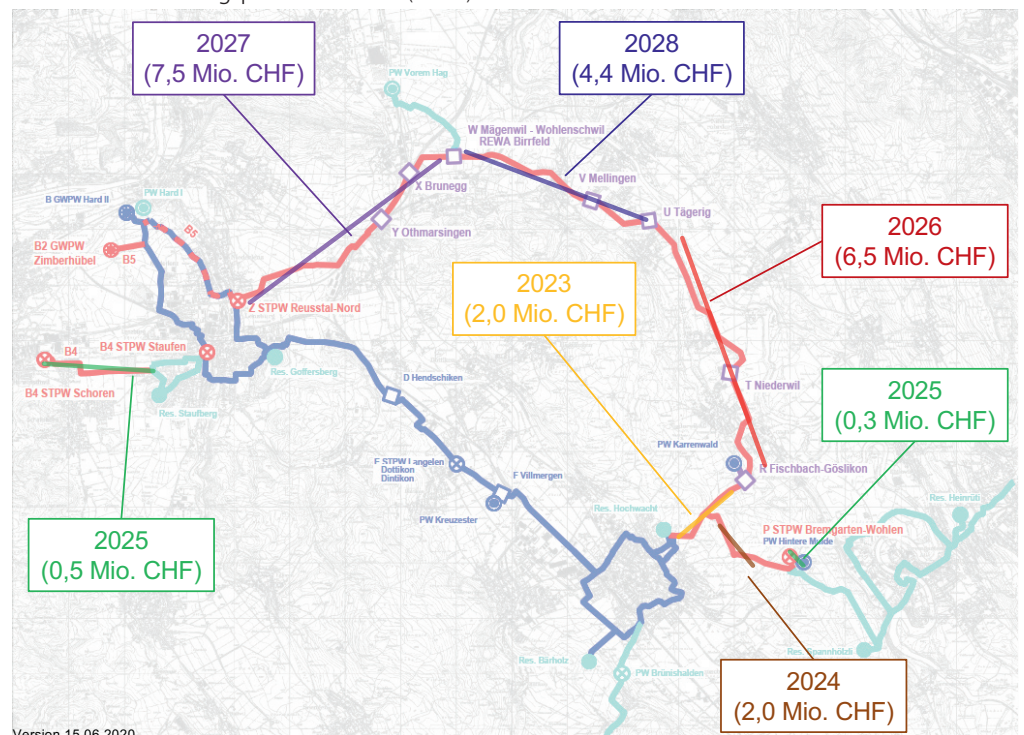 2027
(7,5 Mio. CHF)
2028
(4,4 Mio. CHF)
PW Vorem Hag
W Mägenwil - Wohlenschwil
REWA Birrfeld
X Brunegg
V Mellingen
Y Othmarsingen
U Tägerig
PW Hard I
B GWPW Hard II
B5
B2 GWPW
Zimberhübel
B5
2026
(6,5 Mio. CHF)
2023
(2,0 Mio. CHF)
Z STPW Reusstal-Nord
B4
B4 STPW Staufen
B4 STPW Schoren
Res. Goffersberg
Res. Staufberg
D Hendschiken
T Niederwil
2025
(0,3 Mio. CHF)
E STPW Langelen
Dottikon
Dintikon
F Villmergen
PW Kreuzester
PW Karrenwald
R Fischbach-Göslikon
Res. Hochwacht
Res. Heinrüti
P STPW Bremgarten-Wohlen
PW Hintere Muide
2025
(0,5 Mio. CHF)
Res. Bärholz
PW Brünishalden
Res. Spannhölzli
2024
(2,0 Mio. CHF)
Version 15.06.2020